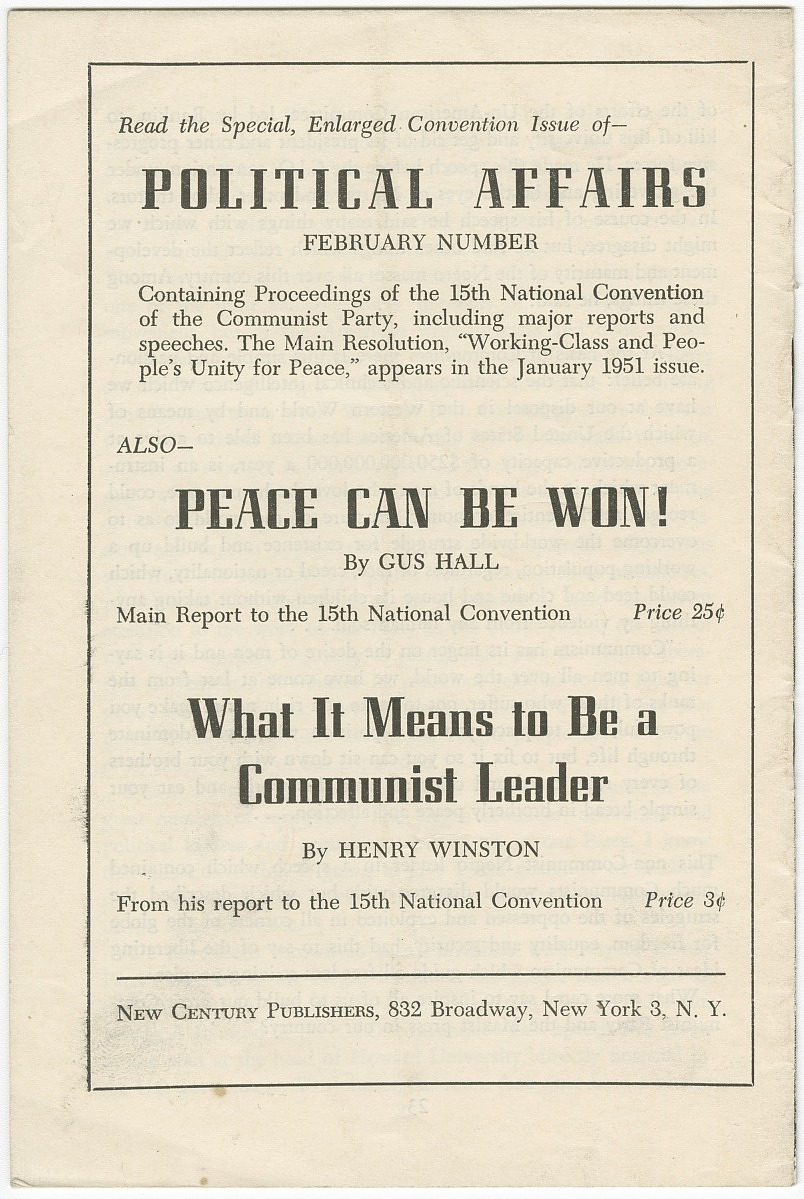 Read the Special, Enlarged Convention Issue of—
POLITICAL AFFAIRS
FEBRUARY NUMBER
Containing Proceedings of the 15th National Convention
of the Communist Party, including major reports and
speeches. The Main Resolution, “Working-Class and Peo-
ple’s Unity for Peace,” appears in the January 1951 issue.
ALSO—
PEACE CAN BE WON!
By GUS HALL
Main Report to the 15th National Convention Price 25¢
What It Means to Be a
Communist Leader
By HENRY WINSTON
From his report to the 15th National Convention Price 3¢
NEW CENTURY PUBLISHERS, 832 Broadway, New York 3, N. Y.